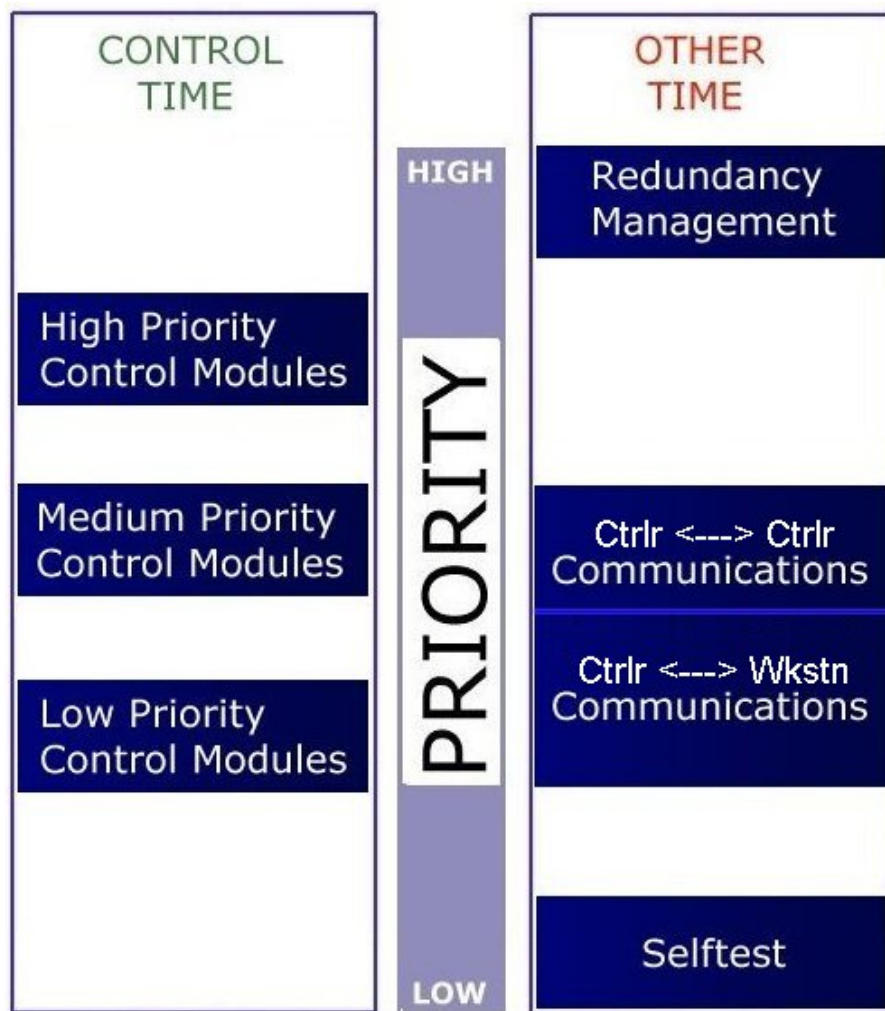 CONTROL
TIME
High Priority
Control Modules
Medium Priority
Control Modules
Low Priority
Control Modules
HIGH
PRIORITY
LOW
OTHER
TIME
Redundancy
Management
Ctrlr <---> Ctrlr
Communications
Ctrlr <---> Wkstn
Communications
Selftest